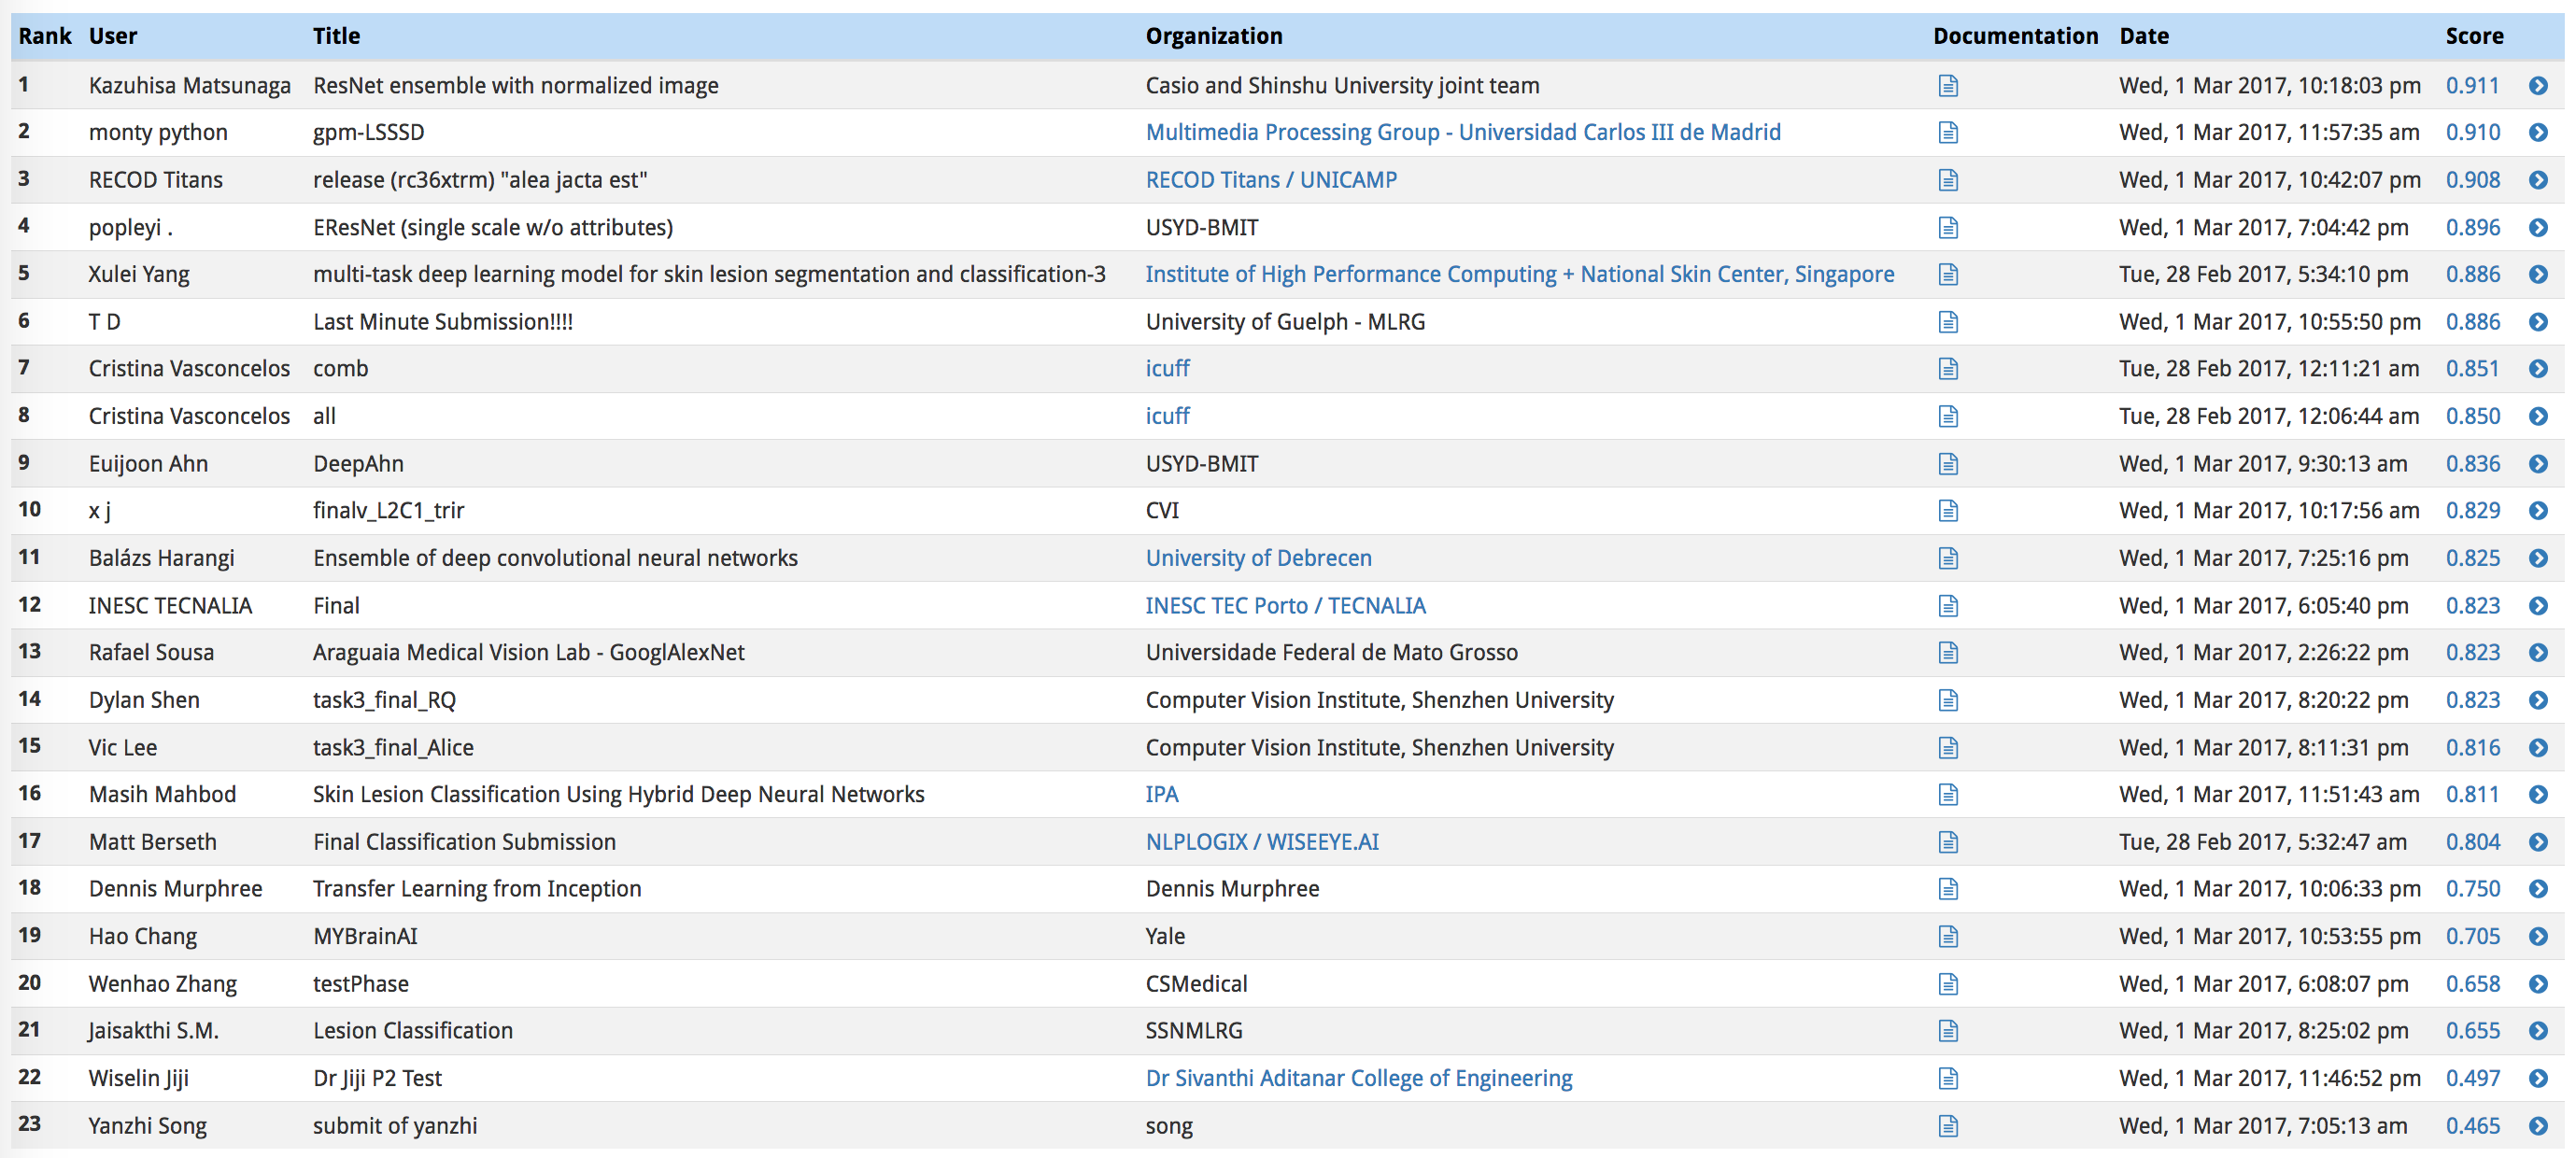 Rank User Title Organization Documentation Date Score
1 Kazuhisa Matsunaga ResNet ensemble with normalized image Casio and Shinshu University joint team Wed, 1 Mar 2017, 10:18:03 pm 0.911
2 monty python gpm-LSSSD Multimedia Processing Group - Universidad Carlos III de Madrid Wed, 1 Mar 2017, 11:57:35 am 0.910
3 RECOD Titans release (rc36xtrm) "alea jacta est" RECOD Titans / UNICAMP Wed, 1 Mar 2017, 10:42:07 pm 0.908
4 popleyi . EResNet (single scale w/o attributes) USYD-BMIT Wed, 1 Mar 2017, 7:04:42 pm 0.896
5 Xulei Yang multi-task deep learning model for skin lesion segmentation and classification-3 Institute of High Performance Computing + National Skin Center, Singapore Tue, 28 Feb 2017, 5:34:10 pm 0.886
6 T D Last Minute Submission!!!! University of Guelph - MLRG Wed, 1 Mar 2017, 10:55:50 pm 0.886
7 Cristina Vasconcelos comb icuff Tue, 28 Feb 2017, 12:11:21 am 0.851
8 Cristina Vasconcelos all icuff Tue, 28 Feb 2017, 12:06:44 am 0.850
9 Euijoon Ahn DeepAhn USYD-BMIT Wed, 1 Mar 2017, 9:30:13 am 0.836
10 x j finalv_L2C1_trir CVI Wed, 1 Mar 2017, 10:17:56 am 0.829
11 Balázs Harangi Ensemble of deep convolutional neural networks University of Debrecen Wed, 1 Mar 2017, 7:25:16 pm 0.825
12 INESC TECNALIA Final INESC TEC Porto / TECNALIA Wed, 1 Mar 2017, 6:05:40 pm 0.823
13 Rafael Sousa Araguaia Medical Vision Lab - GooglAlexNet Universidade Federal de Mato Grosso Wed, 1 Mar 2017, 2:26:22 pm 0.823
14 Dylan Shen task3_final_RQ Computer Vision Institute, Shenzhen University Wed, 1 Mar 2017, 8:20:22 pm 0.823
15 Vic Lee task3_final_Alice Computer Vision Institute, Shenzhen University Wed, 1 Mar 2017, 8:11:31 pm 0.816
16 Masih Mahbod Skin Lesion Classification Using Hybrid Deep Neural Networks IPA Wed, 1 Mar 2017, 11:51:43 am 0.811
17 Matt Berseth Final Classification Submission NLPLOGIX / WISEEYE.AI Tue, 28 Feb 2017, 5:32:47 am 0.804
18 Dennis Murphree Transfer Learning from Inception Dennis Murphree Wed, 1 Mar 2017, 10:06:33 pm 0.750
19 Hao Chang MYBrainAI Yale Wed, 1 Mar 2017, 10:53:55 pm 0.705
20 Wenhao Zhang testPhase CSMedical Wed, 1 Mar 2017, 6:08:07 pm 0.658
21 Jaisakthi S.M. Lesion Classification SSNMLRG Wed, 1 Mar 2017, 8:25:02 pm 0.655
22 Wiselin Jiji Dr Jiji P2 Test Dr Sivanthi Aditanar College of Engineering Wed, 1 Mar 2017, 11:46:52 pm 0.497
23 Yanzhi Song submit of yanzhi song Wed, 1 Mar 2017, 7:05:13 am 0.465